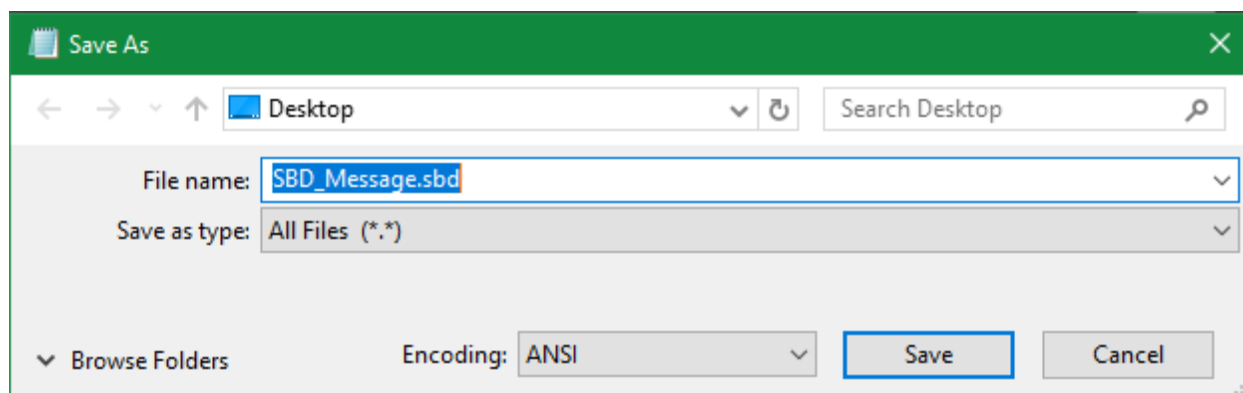 Save As
Desktop
Search Desktop
File name: SBD_Message.sbd
Save as type: All Files (*.*)
Browse Folders
Encoding: ANSI
Save
Cancel